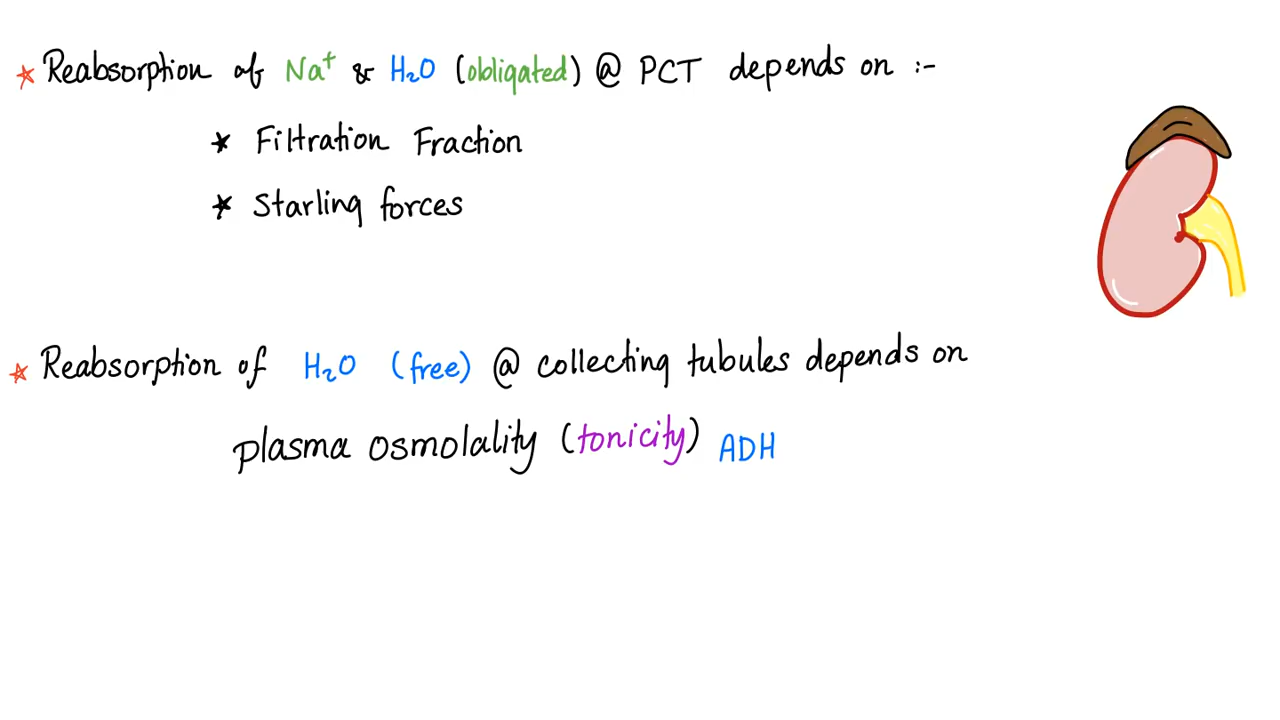 * Reabsorption of Na⁺ & H₂O (obligated) @ PCT depends on :-
* Filtration Fraction
* Starling forces
* Reabsorption of H₂O (free) @ collecting tubules depends on
plasma osmolality (tonicity) ADH